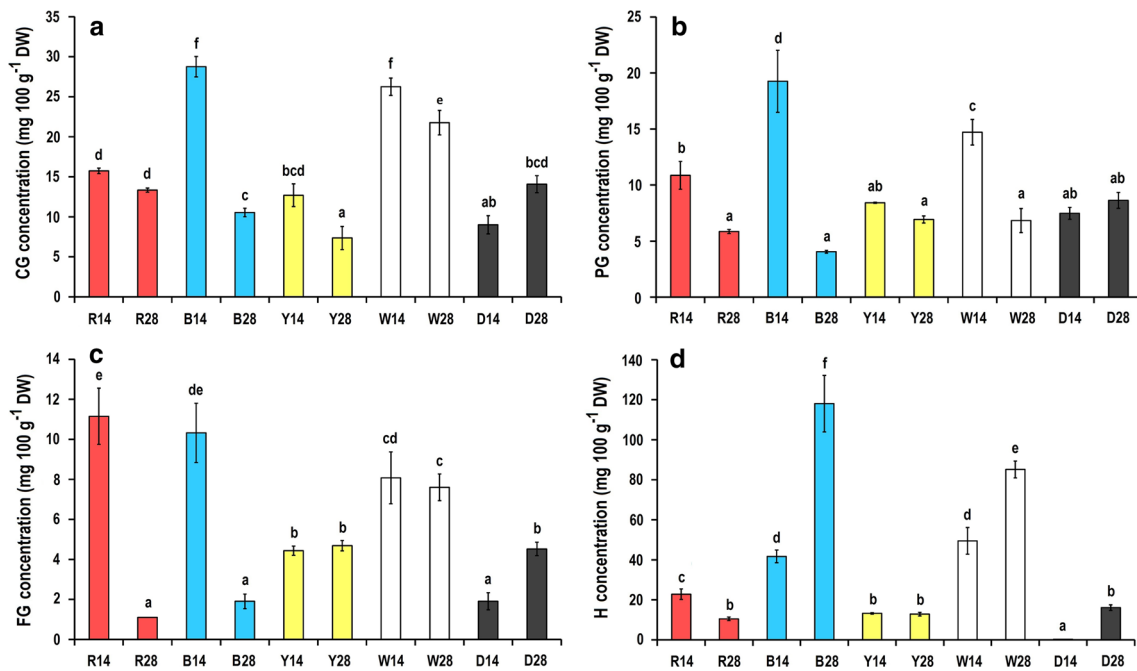 a
CG concentration (mg 100 g⁻¹ DW)
35
30
25
20
15
10
5
0
d
d
f
c
bcd
a
f
e
ab
bcd
R14 R28 B14 B28 Y14 Y28 W14 W28 D14 D28
b
PG concentration (mg 100 g⁻¹ DW)
25
20
15
10
5
0
b
a
d
a
ab
a
c
a
ab
ab
R14 R28 B14 B28 Y14 Y28 W14 W28 D14 D28
c
FG concentration (mg 100 g⁻¹ DW)
14
12
10
8
6
4
2
0
e
a
de
a
b
b
cd
c
a
b
R14 R28 B14 B28 Y14 Y28 W14 W28 D14 D28
d
H concentration (mg 100 g⁻¹ DW)
140
120
100
80
60
40
20
0
c
b
d
f
b
b
d
e
a
b
R14 R28 B14 B28 Y14 Y28 W14 W28 D14 D28